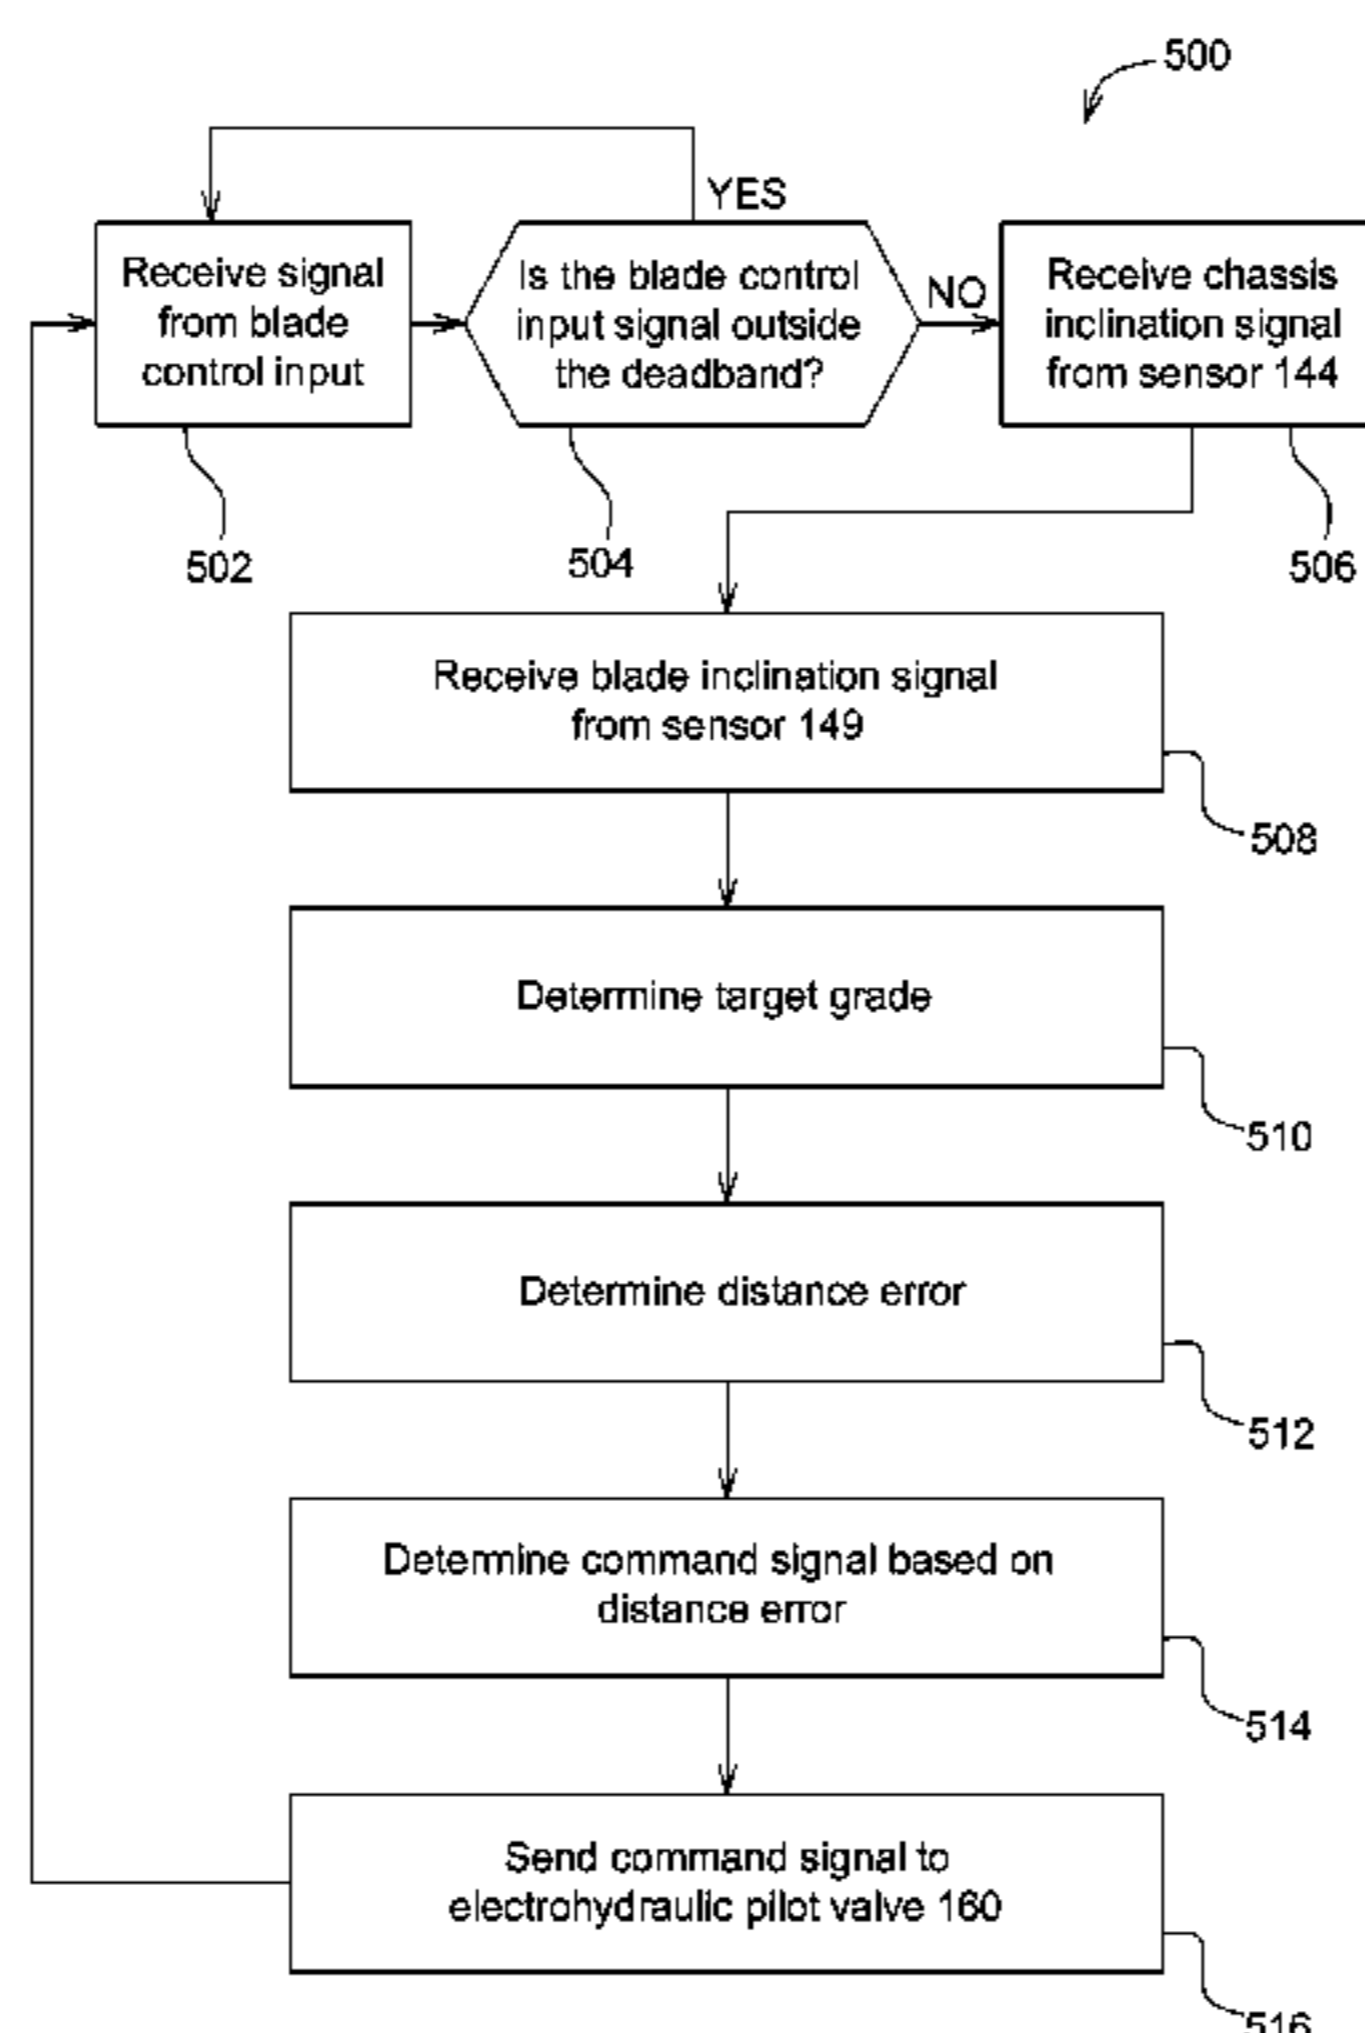 500
YES
Receive signal
from blade
control input
Is the blade control
input signal outside
the deadband?
NO
Receive chassis
inclination signal
from sensor 144
502
504
506
Receive blade inclination signal
from sensor 149
508
Determine target grade
510
Determine distance error
512
Determine command signal based on
distance error
514
Send command signal to
electrohydraulic pilot valve 160
516